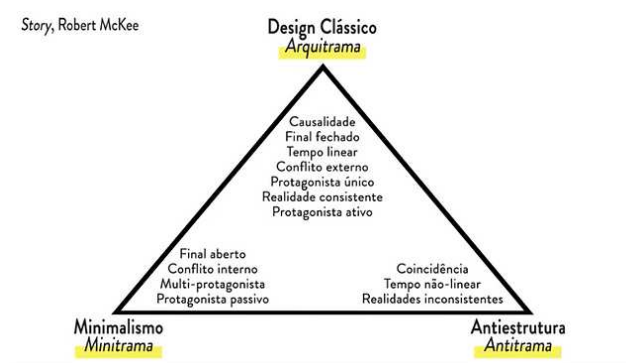 Story, Robert McKee
Design Clássico
Arquitrama
Causalidade
Final fechado
Tempo linear
Conflito externo
Protagonista único
Realidade consistente
Protagonista ativo
Final aberto
Conflito interno
Multi-protagonista
Protagonista passivo
Coincidência
Tempo não-linear
Realidades inconsistentes
Minimalismo
Minitrama
Antiestrutura
Antitrama